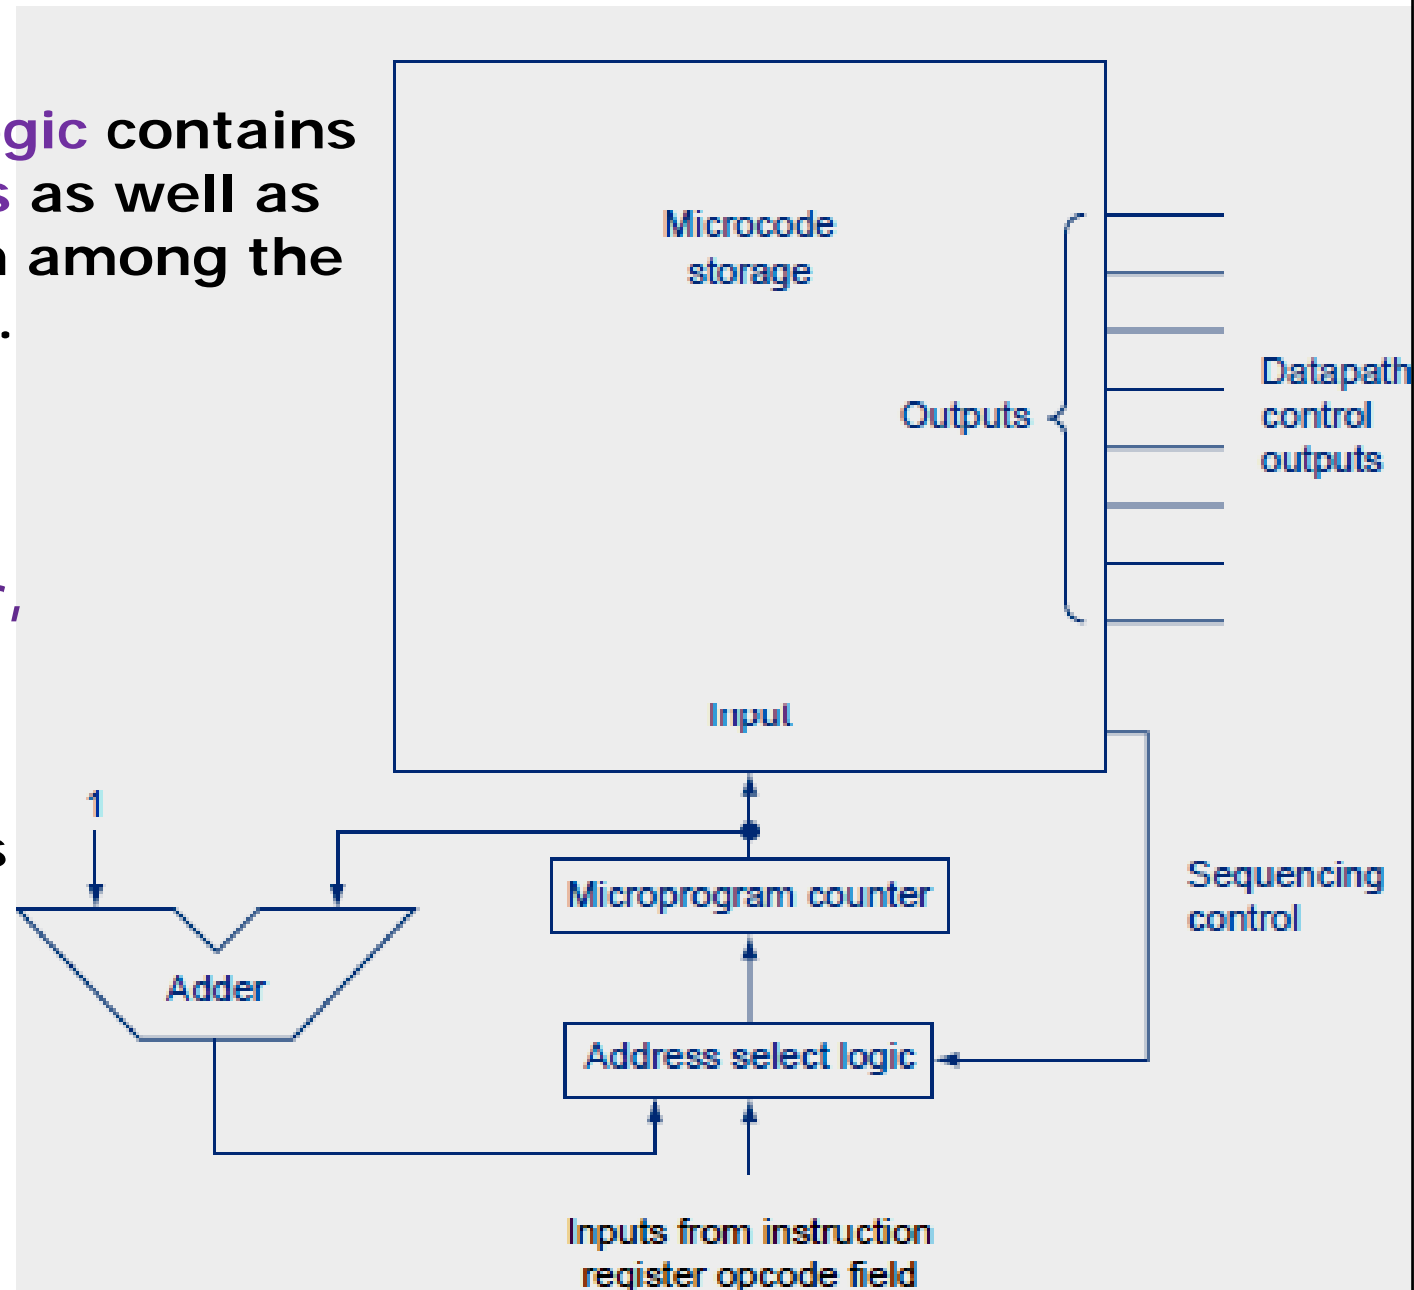 gic contains
s as well as
among the
.
,
s
Microcode
storage
Outputs
Datapath
control
outputs
Input
1
Microprogram counter
Sequencing
control
Adder
Address select logic
Inputs from instruction
register opcode field